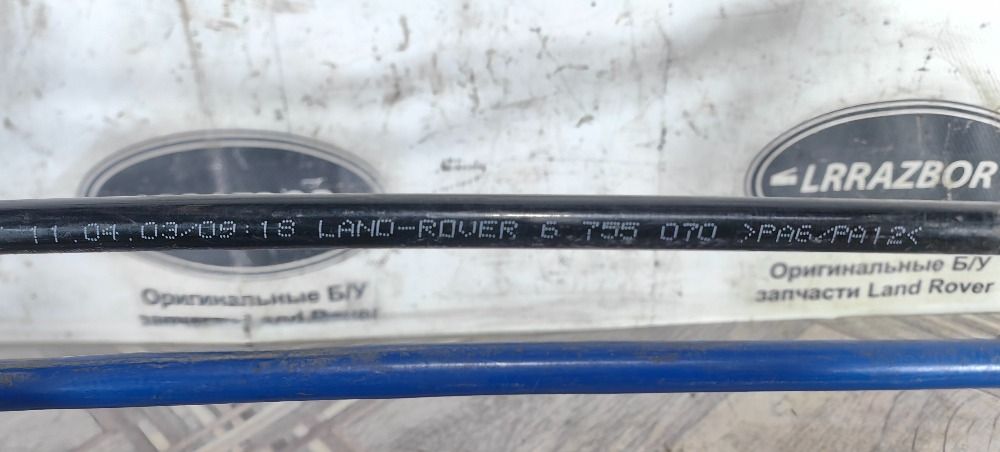 LRRAZBOR
11.04.03/09:18 LAND-ROVER 6 755 070 >PA6/PA12<
Оригинальные Б/У
запчасти Land Rover
Оригинальные Б/У